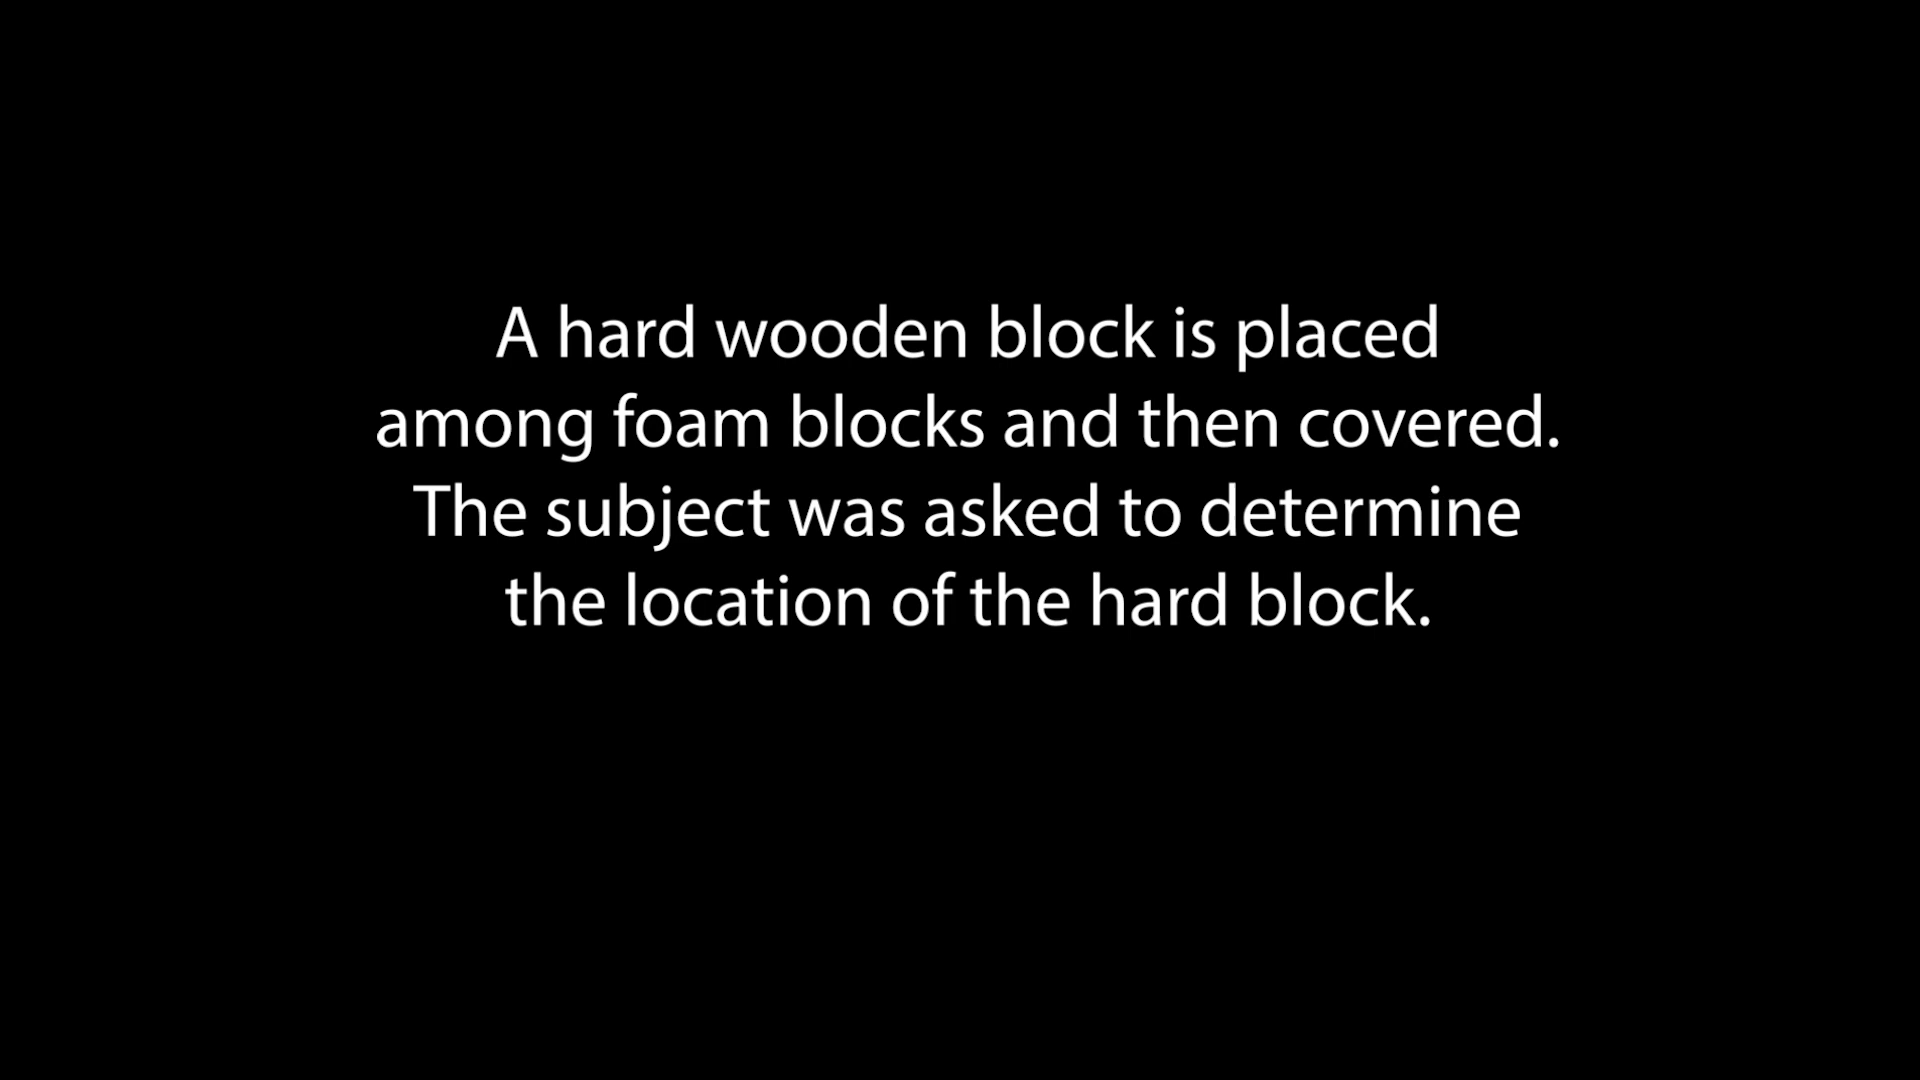 A hard wooden block is placed
among foam blocks and then covered.
The subject was asked to determine
the location of the hard block.